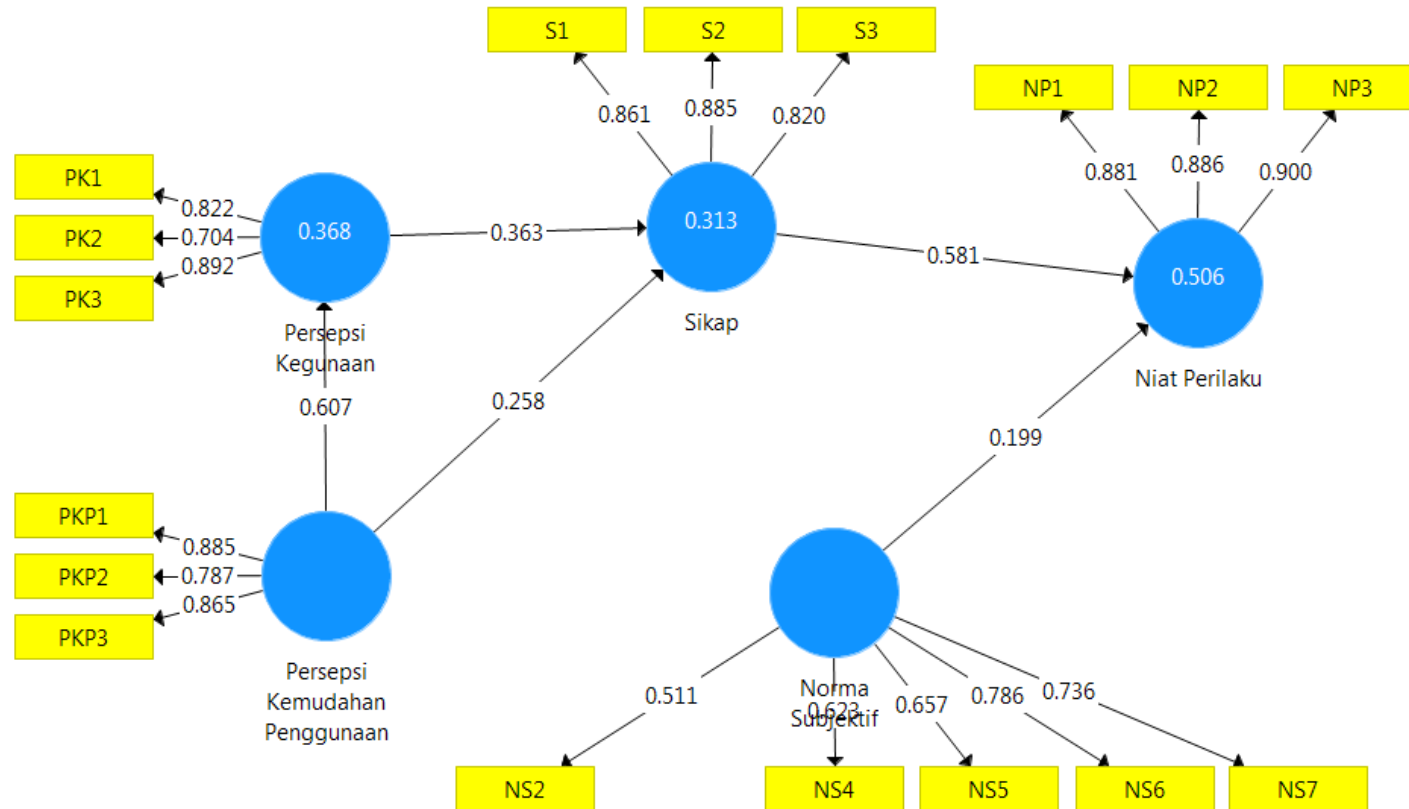 S1
S2
S3
NP1
NP2
NP3
0.861
0.885
0.820
0.881
0.886
0.900
PK1
PK2
PK3
0.822
0.704
0.892
0.368
0.363
0.313
Sikap
0.581
0.506
Niat Perilaku
Persepsi
Kegunaan
0.607
0.258
0.199
PKP1
PKP2
PKP3
0.885
0.787
0.865
Persepsi
Kemudahan
Penggunaan
Norma
Subjektif
0.511
0.623
0.657
0.786
0.736
NS2
NS4
NS5
NS6
NS7